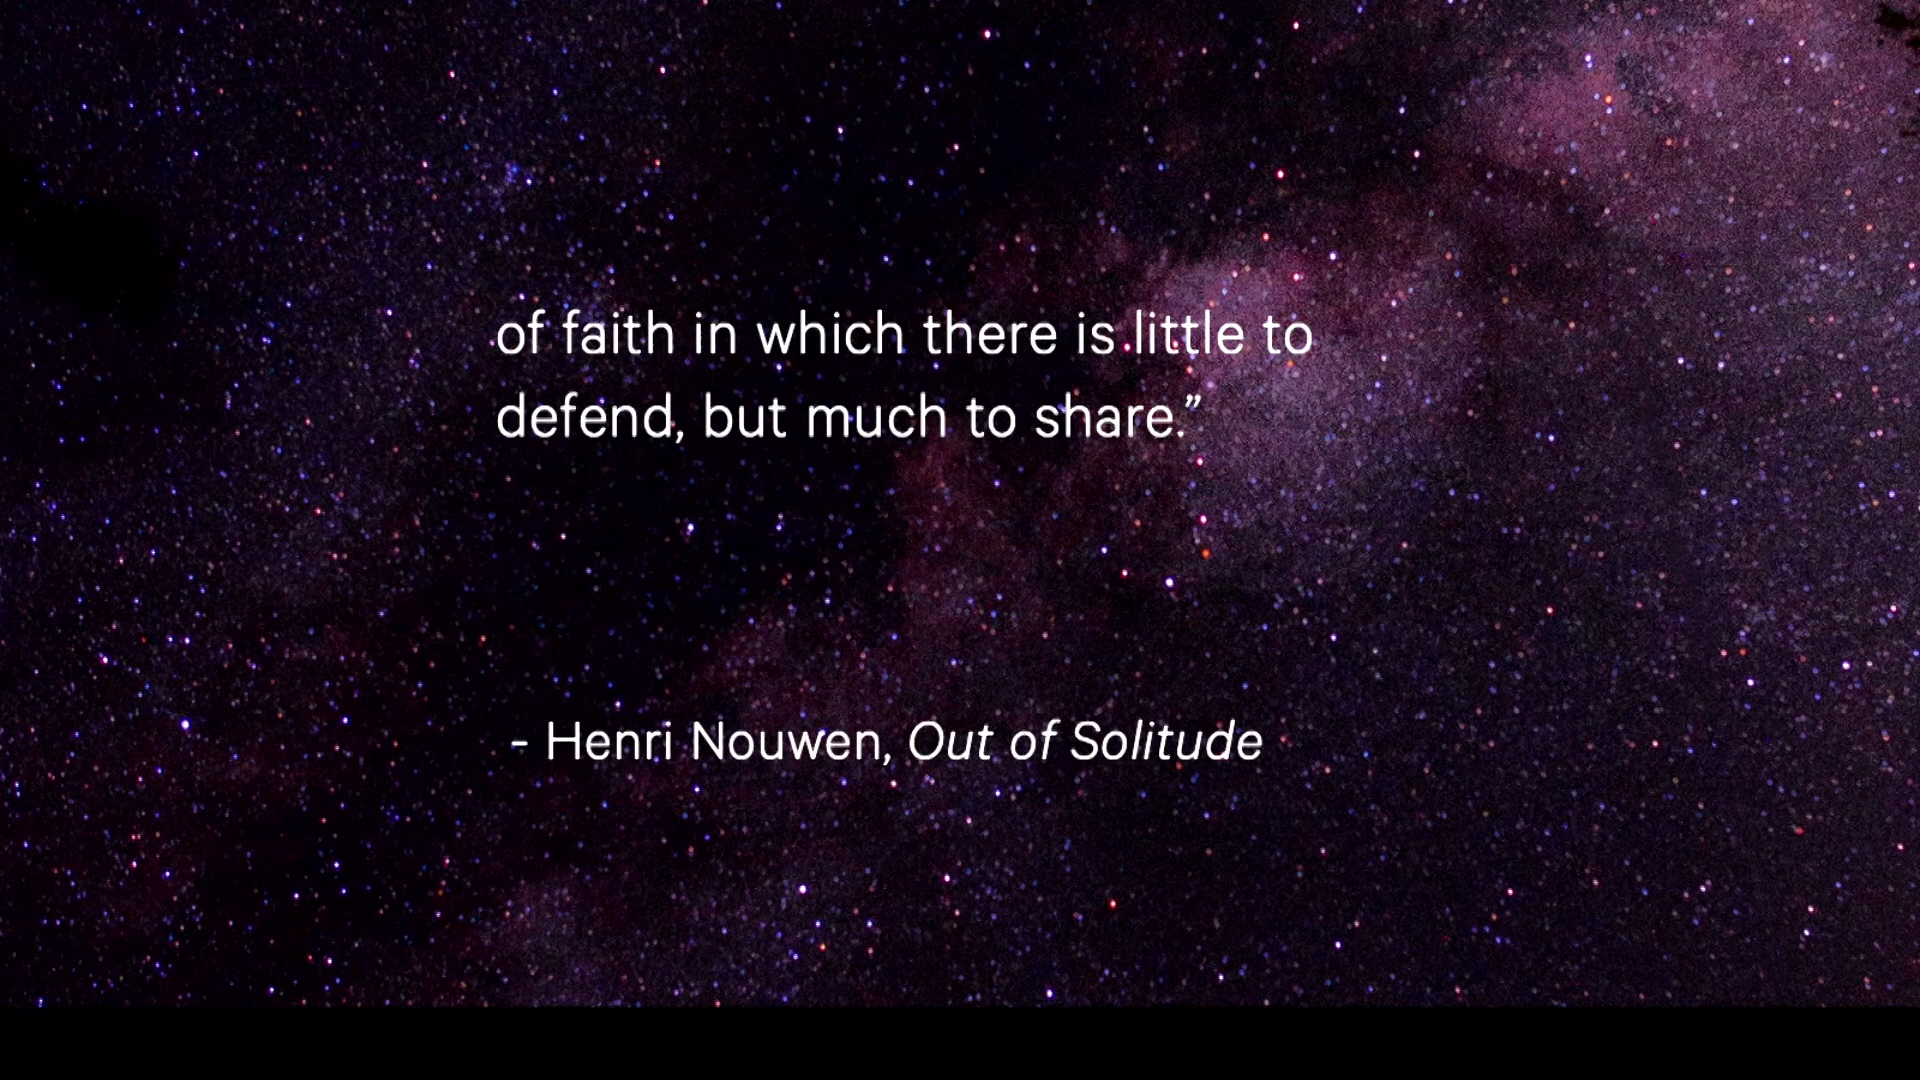 of faith in which there is little to
defend, but much to share.”
- Henri Nouwen, Out of Solitude